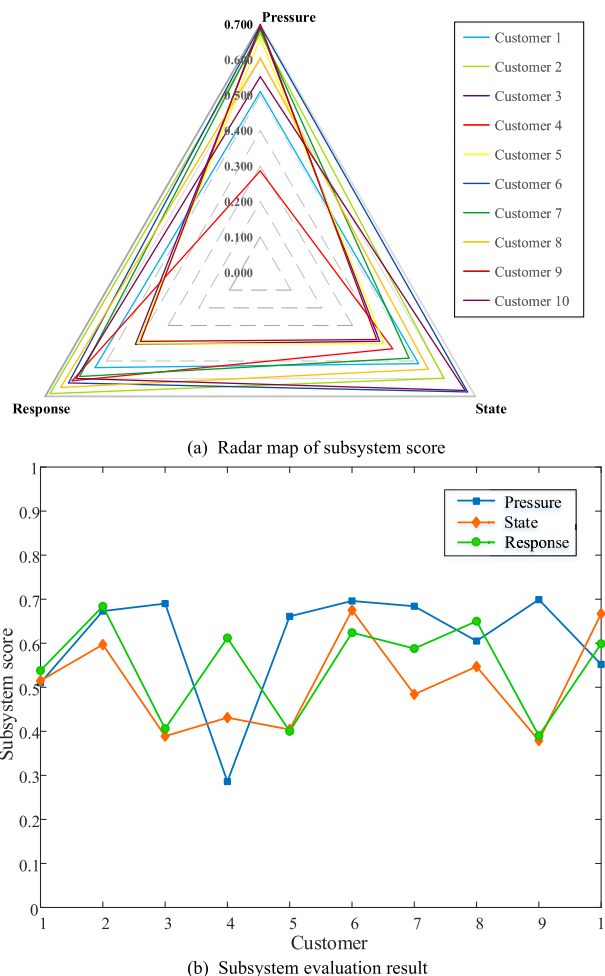 Pressure
0.700
0.600
0.500
0.400
0.300
0.200
0.100
0.000
Response
State
Customer 1
Customer 2
Customer 3
Customer 4
Customer 5
Customer 6
Customer 7
Customer 8
Customer 9
Customer 10
(a) Radar map of subsystem score
1
0.9
0.8
0.7
0.6
0.5
0.4
0.3
0.2
0.1
0
Subsystem score
Pressure
State
Response
1 2 3 4 5 6 7 8 9 1
Customer
(b) Subsystem evaluation result